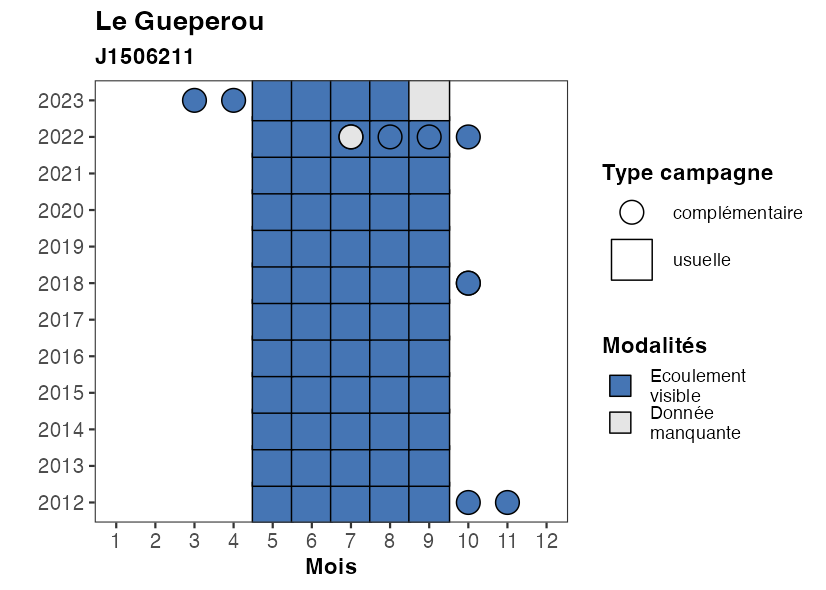 Le Gueperou
J1506211
2023
2022
2021
2020
2019
2018
2017
2016
2015
2014
2013
2012
1 2 3 4 5 6 7 8 9 10 11 12
Mois
Type campagne
complémentaire
usuelle
Modalités
Ecoulement
visible
Donnée
manquante